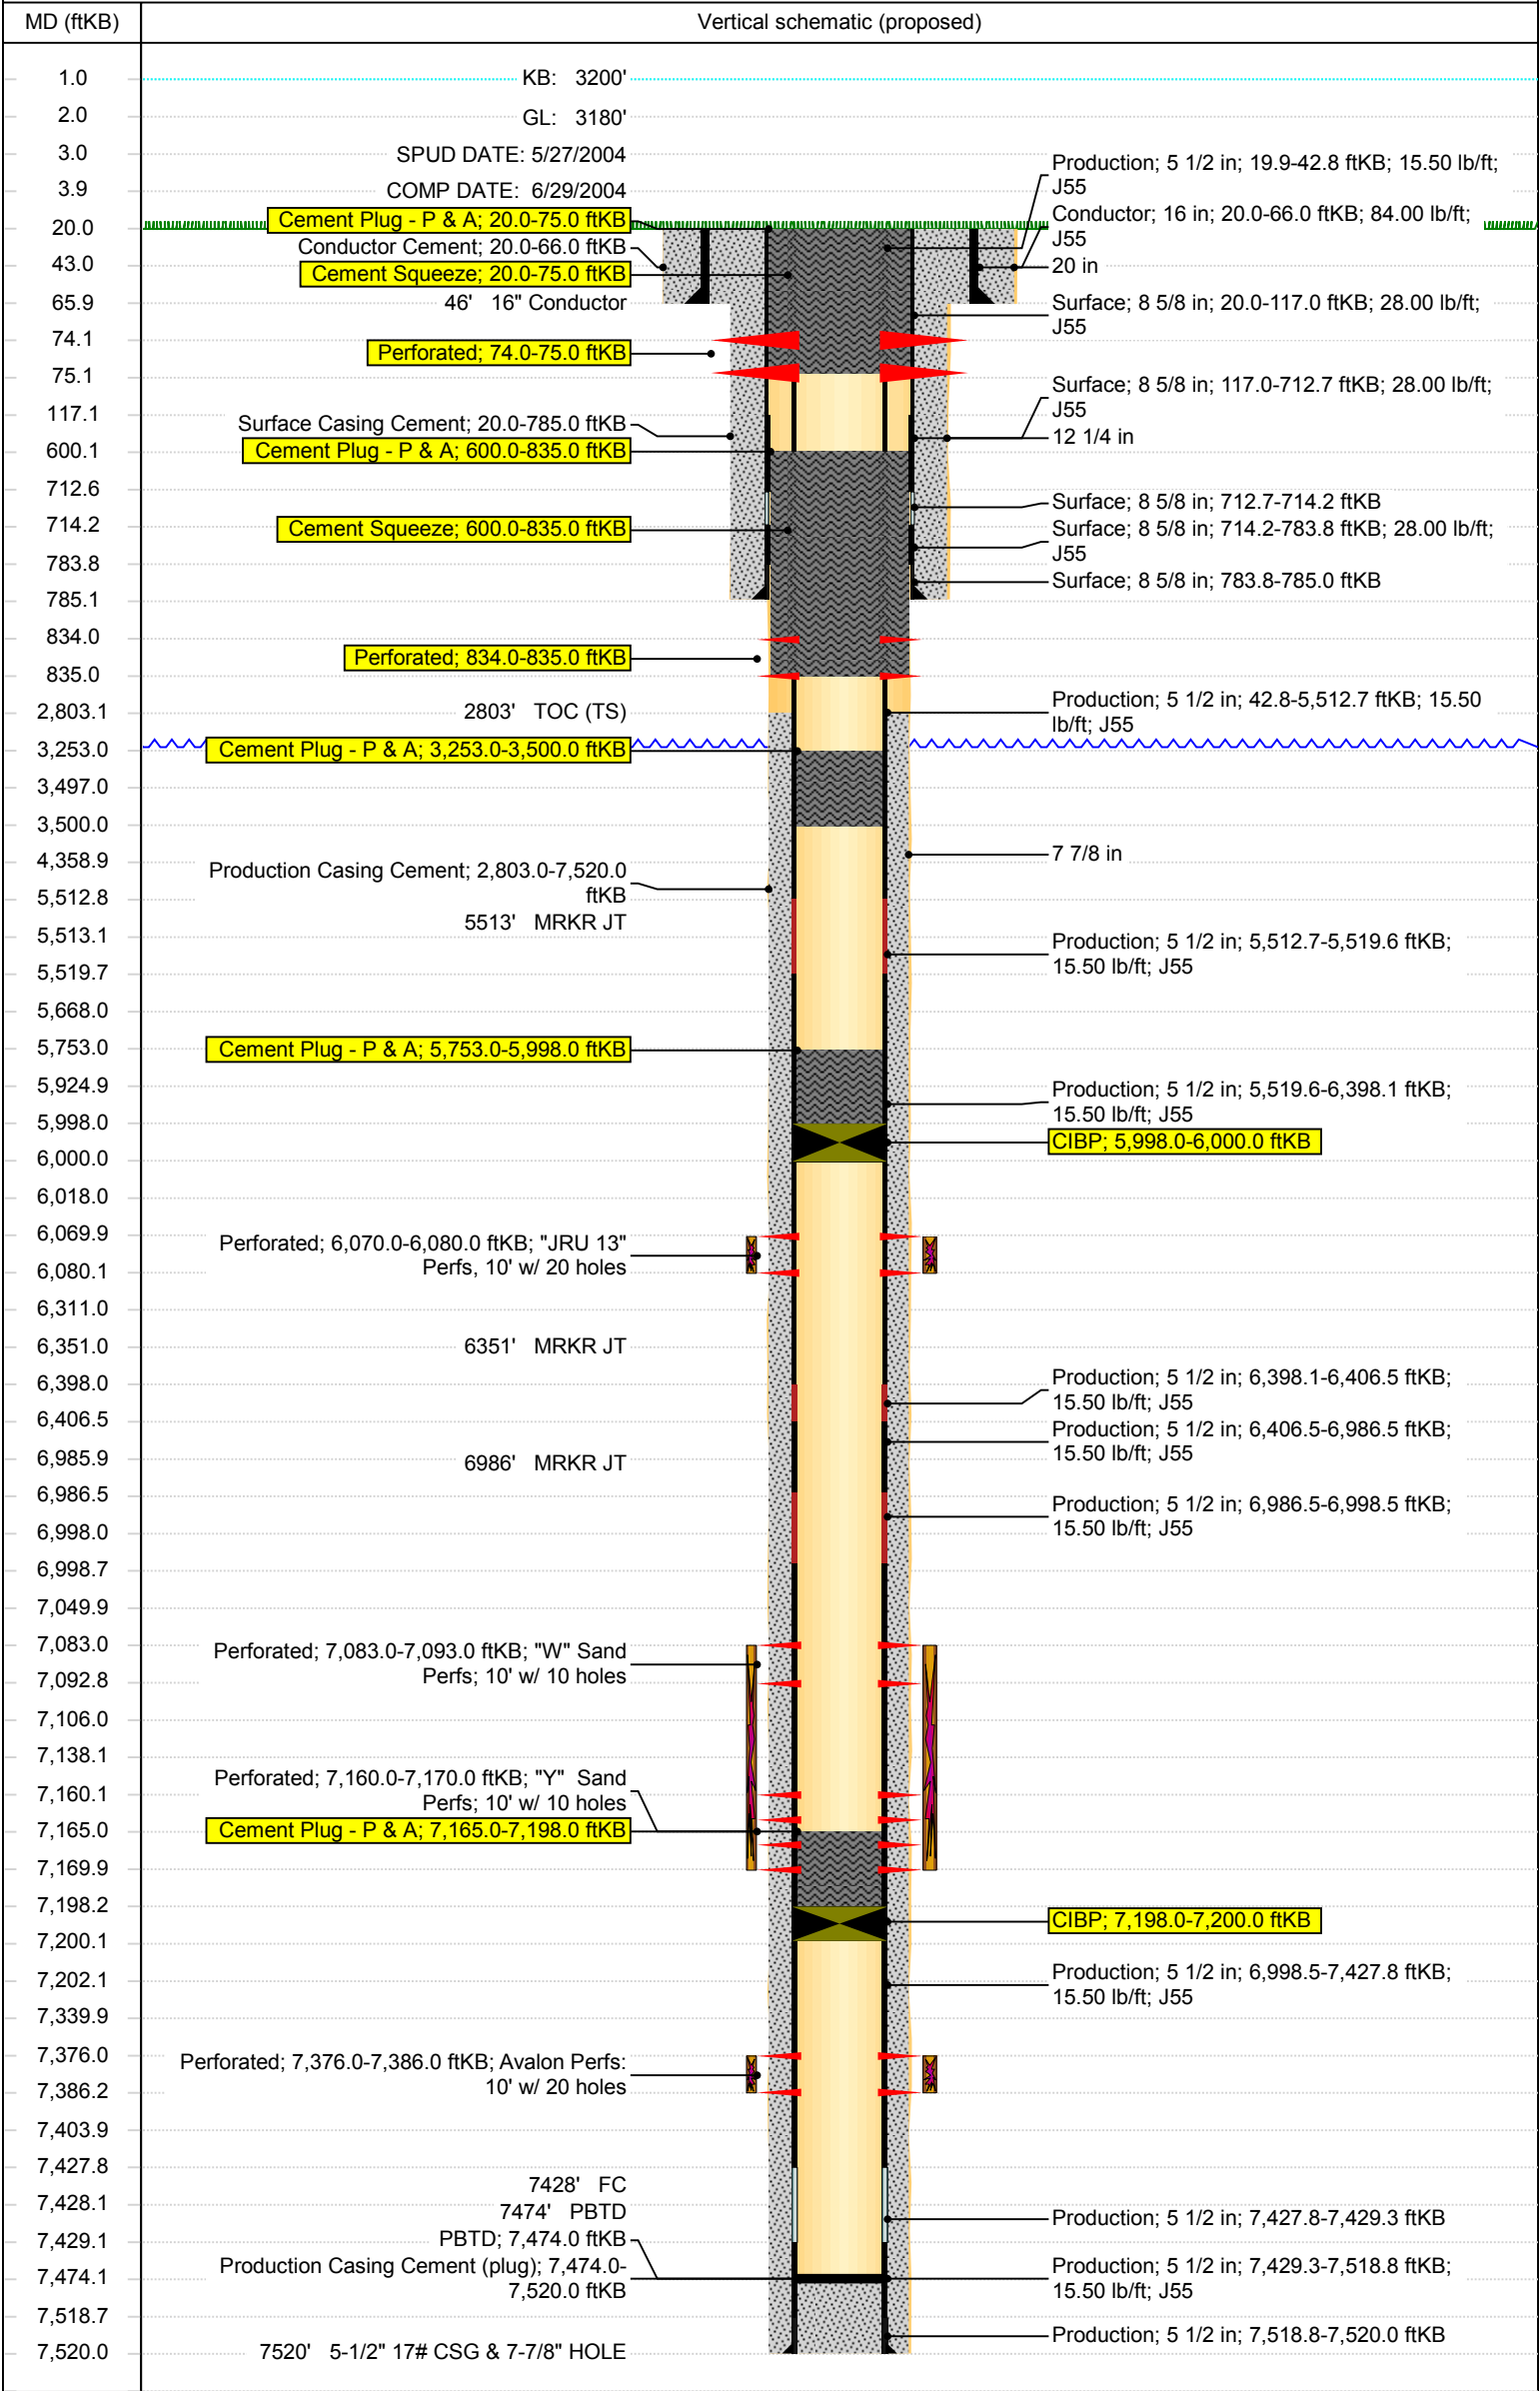 MD (ftKB)
Vertical schematic (proposed)
1.0
2.0
3.0
3.9
20.0
43.0
65.9
74.1
75.1
117.1
600.1
712.6
714.2
783.8
785.1
834.0
835.0
2,803.1
3,253.0
3,497.0
3,500.0
4,358.9
5,512.8
5,513.1
5,519.7
5,668.0
5,753.0
5,924.9
5,998.0
6,000.0
6,018.0
6,069.9
6,080.1
6,311.0
6,351.0
6,398.0
6,406.5
6,985.9
6,986.5
6,998.0
6,998.7
7,049.9
7,083.0
7,092.8
7,106.0
7,138.1
7,160.1
7,165.0
7,169.9
7,198.2
7,200.1
7,202.1
7,339.9
7,376.0
7,386.2
7,403.9
7,427.8
7,428.1
7,429.1
7,474.1
7,518.7
7,520.0
KB: 3200'
GL: 3180'
SPUD DATE: 5/27/2004
COMP DATE: 6/29/2004
Cement Plug - P & A; 20.0-75.0 ftKB
Conductor Cement; 20.0-66.0 ftKB
Cement Squeeze; 20.0-75.0 ftKB
46' 16" Conductor
Perforated; 74.0-75.0 ftKB
Surface Casing Cement; 20.0-785.0 ftKB
Cement Plug - P & A; 600.0-835.0 ftKB
Cement Squeeze; 600.0-835.0 ftKB
Perforated; 834.0-835.0 ftKB
2803' TOC (TS)
Cement Plug - P & A; 3,253.0-3,500.0 ftKB
Production Casing Cement; 2,803.0-7,520.0
ftKB
5513' MRKR JT
Cement Plug - P & A; 5,753.0-5,998.0 ftKB
Perforated; 6,070.0-6,080.0 ftKB; "JRU 13"
Perfs, 10' w/ 20 holes
6351' MRKR JT
6986' MRKR JT
Perforated; 7,083.0-7,093.0 ftKB; "W" Sand
Perfs; 10' w/ 10 holes
Perforated; 7,160.0-7,170.0 ftKB; "Y" Sand
Perfs; 10' w/ 10 holes
Cement Plug - P & A; 7,165.0-7,198.0 ftKB
Perforated; 7,376.0-7,386.0 ftKB; Avalon Perfs:
10' w/ 20 holes
7428' FC
7474' PBTD
PBTD; 7,474.0 ftKB
Production Casing Cement (plug); 7,474.0-
7,520.0 ftKB
7520' 5-1/2" 17# CSG & 7-7/8" HOLE
Production; 5 1/2 in; 19.9-42.8 ftKB; 15.50 lb/ft;
J55
Conductor; 16 in; 20.0-66.0 ftKB; 84.00 lb/ft;
J55
20 in
Surface; 8 5/8 in; 20.0-117.0 ftKB; 28.00 lb/ft;
J55
Surface; 8 5/8 in; 117.0-712.7 ftKB; 28.00 lb/ft;
J55
12 1/4 in
Surface; 8 5/8 in; 712.7-714.2 ftKB
Surface; 8 5/8 in; 714.2-783.8 ftKB; 28.00 lb/ft;
J55
Surface; 8 5/8 in; 783.8-785.0 ftKB
Production; 5 1/2 in; 42.8-5,512.7 ftKB; 15.50
lb/ft; J55
7 7/8 in
Production; 5 1/2 in; 5,512.7-5,519.6 ftKB;
15.50 lb/ft; J55
Production; 5 1/2 in; 5,519.6-6,398.1 ftKB;
15.50 lb/ft; J55
CIBP; 5,998.0-6,000.0 ftKB
Production; 5 1/2 in; 6,398.1-6,406.5 ftKB;
15.50 lb/ft; J55
Production; 5 1/2 in; 6,406.5-6,986.5 ftKB;
15.50 lb/ft; J55
Production; 5 1/2 in; 6,986.5-6,998.5 ftKB;
15.50 lb/ft; J55
CIBP; 7,198.0-7,200.0 ftKB
Production; 5 1/2 in; 6,998.5-7,427.8 ftKB;
15.50 lb/ft; J55
Production; 5 1/2 in; 7,427.8-7,429.3 ftKB
Production; 5 1/2 in; 7,429.3-7,518.8 ftKB;
15.50 lb/ft; J55
Production; 5 1/2 in; 7,518.8-7,520.0 ftKB